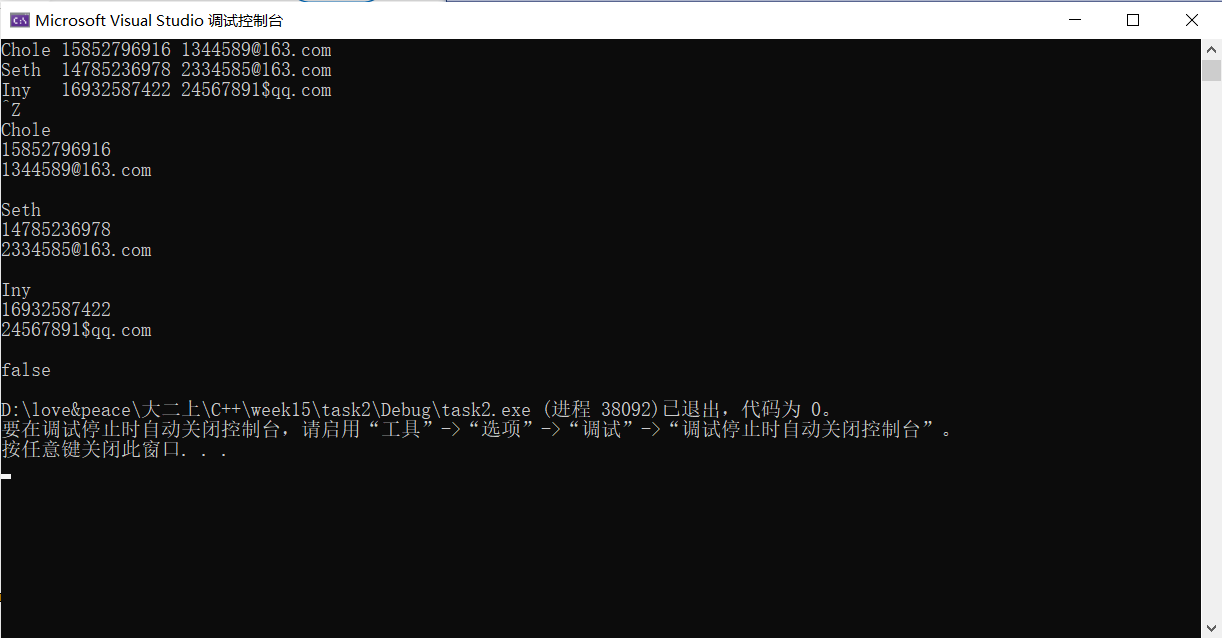 Microsoft Visual Studio 调试控制台
Chole 15852796916 1344589@163.com
Seth  14785236978 2334585@163.com
Iny   16932587422 24567891$qq.com
^Z
Chole
15852796916
1344589@163.com
Seth
14785236978
2334585@163.com
Iny
16932587422
24567891$qq.com
false
D:\love&peace\大二上\C++\week15\task2\Debug\task2.exe (进程 38092)已退出，代码为 0。
要在调试停止时自动关闭控制台，请启用“工具”->“选项”->“调试”->“调试停止时自动关闭控制台”。
按任意键关闭此窗口. . .